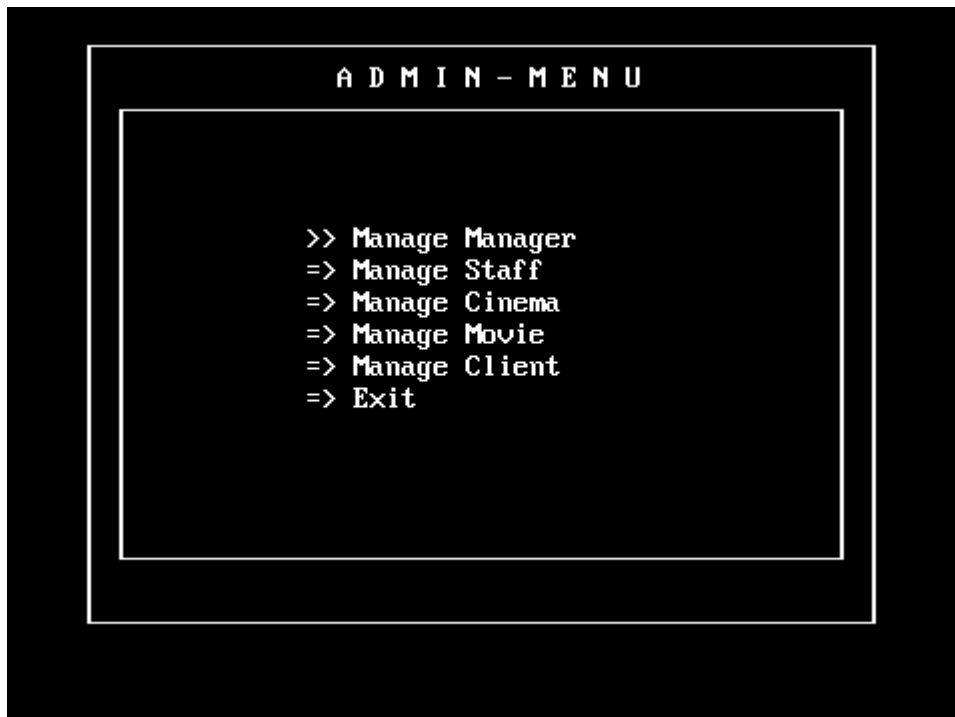 A D M I N - M E N U
>> Manage Manager
=> Manage Staff
=> Manage Cinema
=> Manage Movie
=> Manage Client
=> Exit